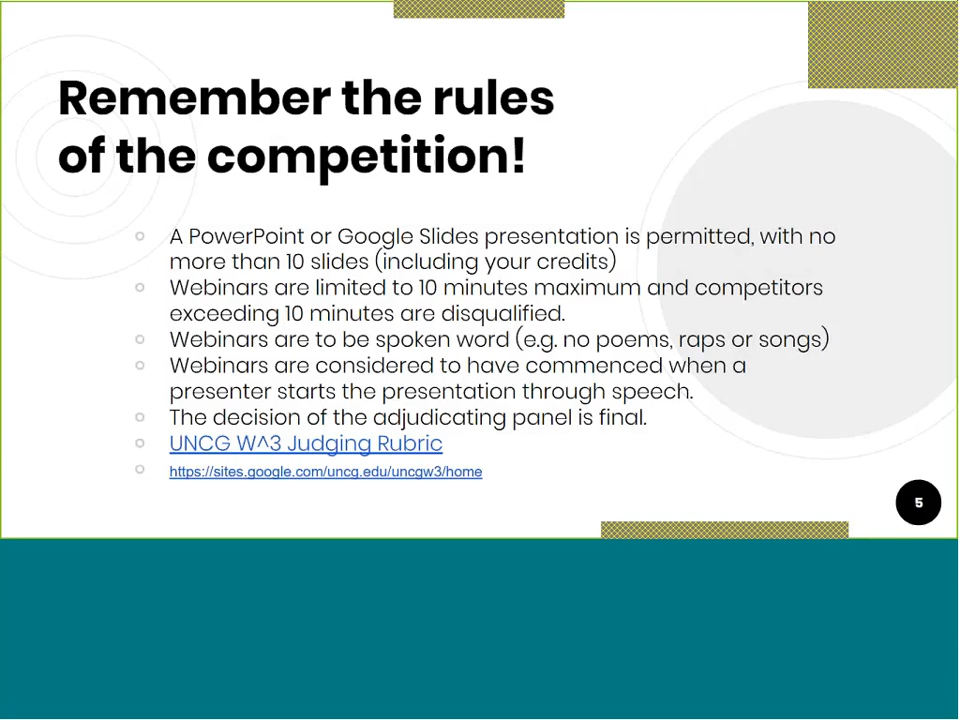 Remember the rules
of the competition!
A PowerPoint or Google Slides presentation is permitted, with no
more than 10 slides (including your credits)
Webinars are limited to 10 minutes maximum and competitors
exceeding 10 minutes are disqualified.
Webinars are to be spoken word (e.g. no poems, raps or songs)
Webinars are considered to have commenced when a
presenter starts the presentation through speech.
The decision of the adjudicating panel is final.
UNCG W^3 Judging Rubric
https://sites.google.com/uncg.edu/uncgw3/home
5